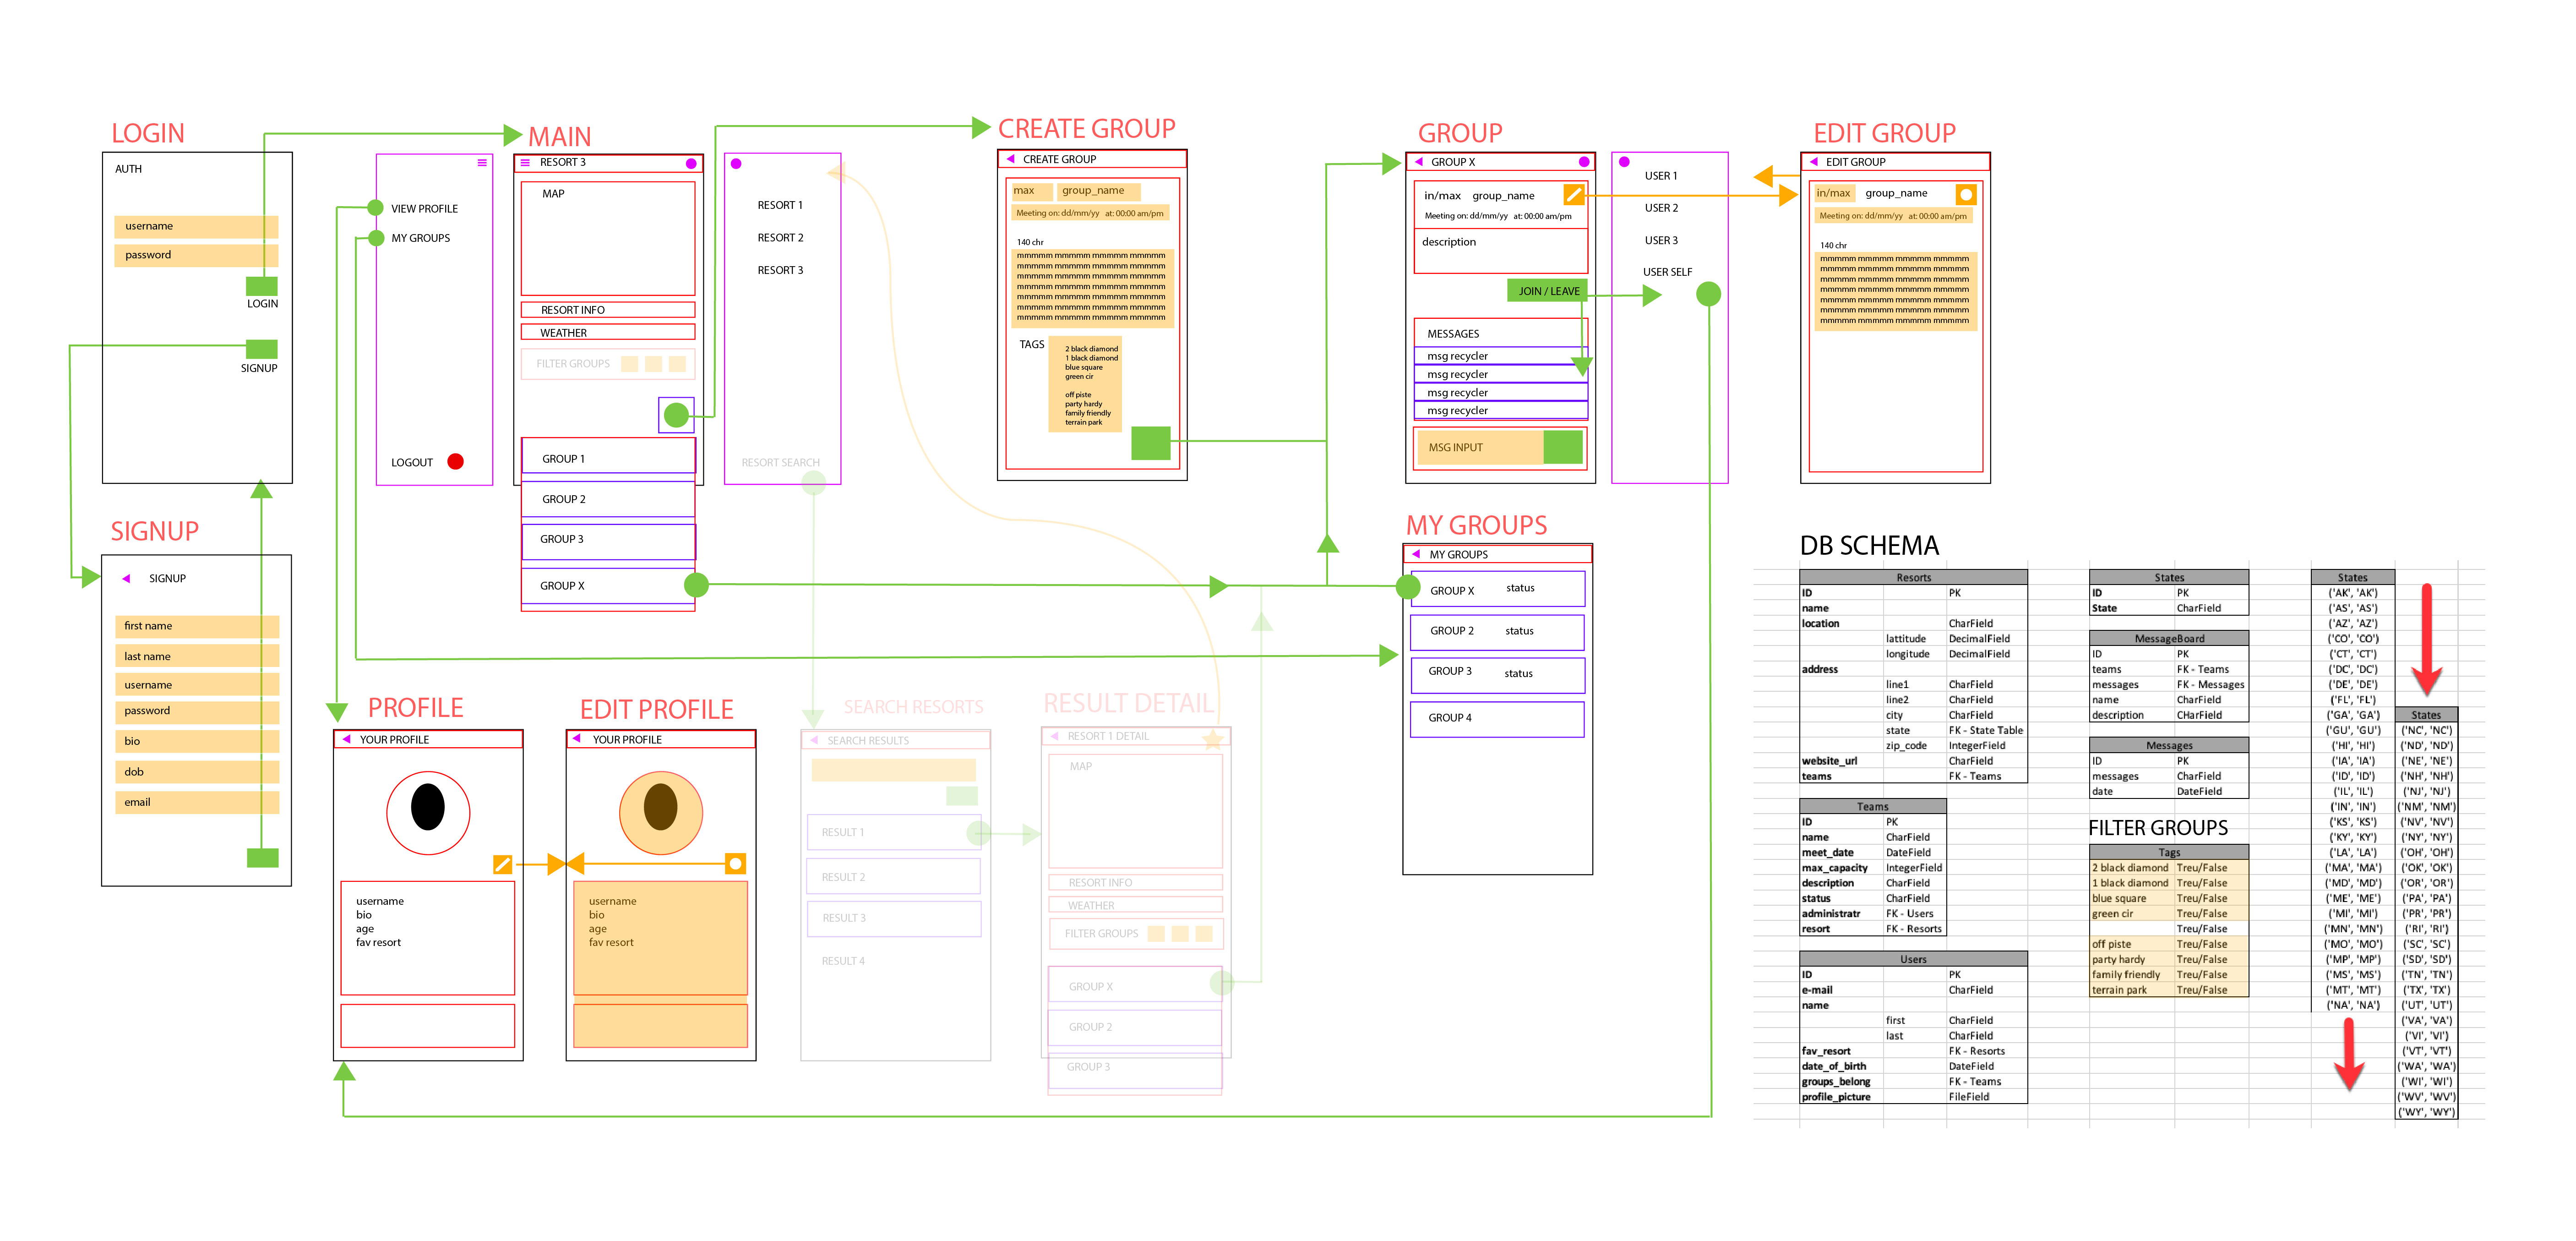 LOGIN
AUTH
username
password
LOGIN
SIGNUP
SIGNUP
SIGNUP
first name
last name
username
password
bio
dob
email
VIEW PROFILE
MY GROUPS
LOGOUT
MAIN
RESORT 3
MAP
RESORT INFO
WEATHER
FILTER GROUPS
GROUP 1
GROUP 2
GROUP 3
GROUP X
RESORT 1
RESORT 2
RESORT 3
RESORT SEARCH
CREATE GROUP
CREATE GROUP
max group_name
Meeting on: dd/mm/yy at: 00:00 am/pm
140 chr
mmmmm mmmmm mmmmm mmmmm
mmmmm mmmmm mmmmm mmmmm
mmmmm mmmmm mmmmm mmmmm
mmmmm mmmmm mmmmm mmmmm
mmmmm mmmmm mmmmm mmmmm
mmmmm mmmmm mmmmm mmmmm
mmmmm mmmmm mmmmm mmmmm
TAGS
2 black diamond
1 black diamond
blue square
green cir
off piste
party hardy
family friendly
terrain park
GROUP
GROUP X
in/max group_name
Meeting on: dd/mm/yy at: 00:00 am/pm
description
JOIN / LEAVE
MESSAGES
msg recycler
msg recycler
msg recycler
msg recycler
MSG INPUT
USER 1
USER 2
USER 3
USER SELF
EDIT GROUP
EDIT GROUP
in/max group_name
Meeting on: dd/mm/yy at: 00:00 am/pm
140 chr
mmmmm mmmmm mmmmm mmmmm
mmmmm mmmmm mmmmm mmmmm
mmmmm mmmmm mmmmm mmmmm
mmmmm mmmmm mmmmm mmmmm
mmmmm mmmmm mmmmm mmmmm
mmmmm mmmmm mmmmm mmmmm
mmmmm mmmmm mmmmm mmmmm
MY GROUPS
MY GROUPS
GROUP X status
GROUP 2 status
GROUP 3 status
GROUP 4
PROFILE
YOUR PROFILE
username
bio
age
fav resort
EDIT PROFILE
YOUR PROFILE
username
bio
age
fav resort
SEARCH RESORTS
SEARCH RESULTS
RESULT 1
RESULT 2
RESULT 3
RESULT 4
RESULT DETAIL
RESORT 1 DETAIL
MAP
RESORT INFO
WEATHER
FILTER GROUPS
GROUP X
GROUP 2
GROUP 3
DB SCHEMA
Resorts
ID PK
name
location CharField
lattitude DecimalField
longitude DecimalField
address
line1 CharField
line2 CharField
city CharField
state FK - State Table
zip_code IntegerField
website_url CharField
teams FK - Teams
Teams
ID PK
name CharField
meet_date DateField
max_capacity IntegerField
description CharField
status CharField
administratr FK - Users
resort FK - Resorts
Users
ID PK
e-mail CharField
name
first CharField
last CharField
fav_resort FK - Resorts
date_of_birth DateField
groups_belong FK - Teams
profile_picture FileField
States
ID PK
State CharField
MessageBoard
ID PK
teams FK - Teams
messages FK - Messages
name CharField
description CHarField
Messages
ID PK
messages CharField
date DateField
FILTER GROUPS
Tags
2 black diamond Treu/False
1 black diamond Treu/False
blue square Treu/False
green cir Treu/False
Treu/False
off piste Treu/False
party hardy Treu/False
family friendly Treu/False
terrain park Treu/False
States
('AK', 'AK')
('AS', 'AS')
('AZ', 'AZ')
('CO', 'CO')
('CT', 'CT')
('DC', 'DC')
('DE', 'DE')
('FL', 'FL')
('GA', 'GA')
('GU', 'GU')
('HI', 'HI')
('IA', 'IA')
('ID', 'ID')
('IL', 'IL')
('IN', 'IN')
('KS', 'KS')
('KY', 'KY')
('LA', 'LA')
('MA', 'MA')
('MD', 'MD')
('ME', 'ME')
('MI', 'MI')
('MN', 'MN')
('MO', 'MO')
('MP', 'MP')
('MS', 'MS')
('MT', 'MT')
('NA', 'NA')
States
('NC', 'NC')
('ND', 'ND')
('NE', 'NE')
('NH', 'NH')
('NJ', 'NJ')
('NM', 'NM')
('NV', 'NV')
('NY', 'NY')
('OH', 'OH')
('OK', 'OK')
('OR', 'OR')
('PA', 'PA')
('PR', 'PR')
('RI', 'RI')
('SC', 'SC')
('SD', 'SD')
('TN', 'TN')
('TX', 'TX')
('UT', 'UT')
('VA', 'VA')
('VI', 'VI')
('VT', 'VT')
('WA', 'WA')
('WI', 'WI')
('WV', 'WV')
('WY', 'WY')